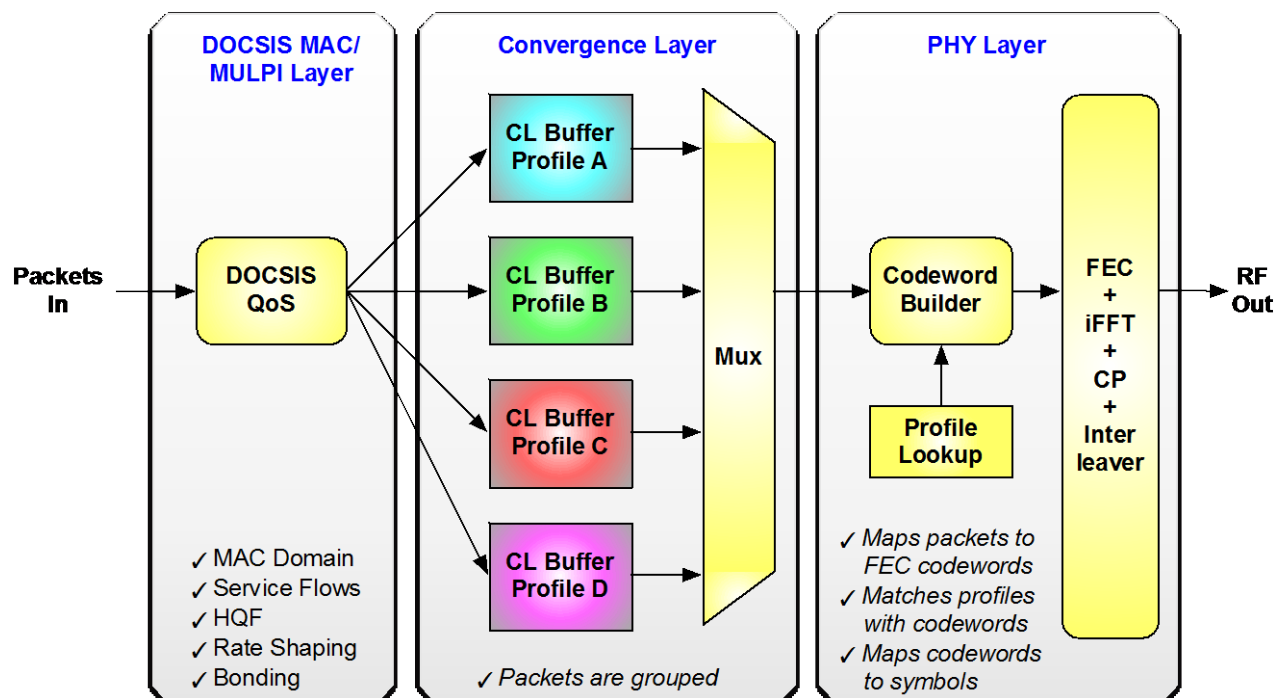 DOCSIS MAC/
MULPI Layer
Packets
In
DOCSIS
QoS
✓ MAC Domain
✓ Service Flows
✓ HQF
✓ Rate Shaping
✓ Bonding
Convergence Layer
CL Buffer
Profile A
CL Buffer
Profile B
CL Buffer
Profile C
CL Buffer
Profile D
Mux
✓ Packets are grouped
PHY Layer
Codeword
Builder
Profile
Lookup
FEC
+
iFFT
+
CP
+
Inter
leaver
✓ Maps packets to
FEC codewords
✓ Matches profiles
with codewords
✓ Maps codewords
to symbols
RF
Out